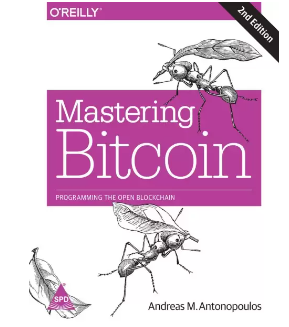 O'REILLY®
2nd Edition
Mastering
Bitcoin
PROGRAMMING THE OPEN BLOCKCHAIN
SPD
Andreas M. Antonopoulos